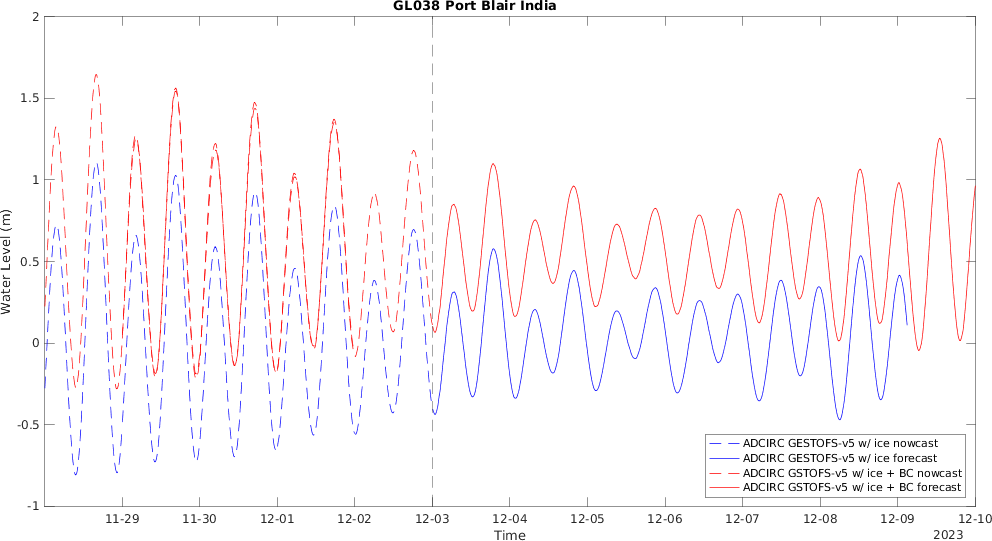 GL038 Port Blair India
2
1.5
1
0.5
0
-0.5
-1
Water Level (m)
11-29 11-30 12-01 12-02 12-03 12-04 12-05 12-06 12-07 12-08 12-09 12-10
Time
2023
ADCIRC GESTOFS-v5 w/ ice nowcast
ADCIRC GESTOFS-v5 w/ ice forecast
ADCIRC GSTOFS-v5 w/ ice + BC nowcast
ADCIRC GSTOFS-v5 w/ ice + BC forecast